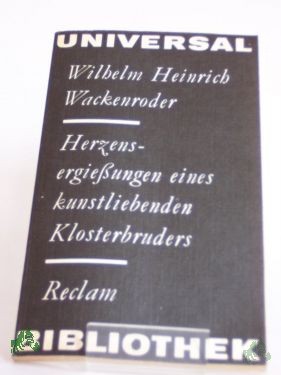 UNIVERSAL
Wilhelm Heinrich
Wackenroder
Herzens-
ergießungen eines
kunstliebenden
Klosterbruders
Reclam
BIBLIOTHEK